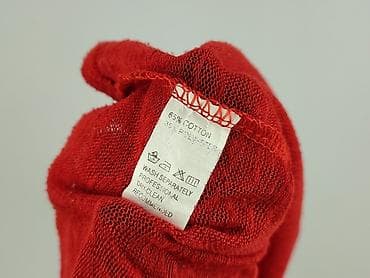 65% COTTON
35% POLYESTER
WASH SEPARATELY
PROFESSIONAL
DRY CLEAN
RECOMMENDED